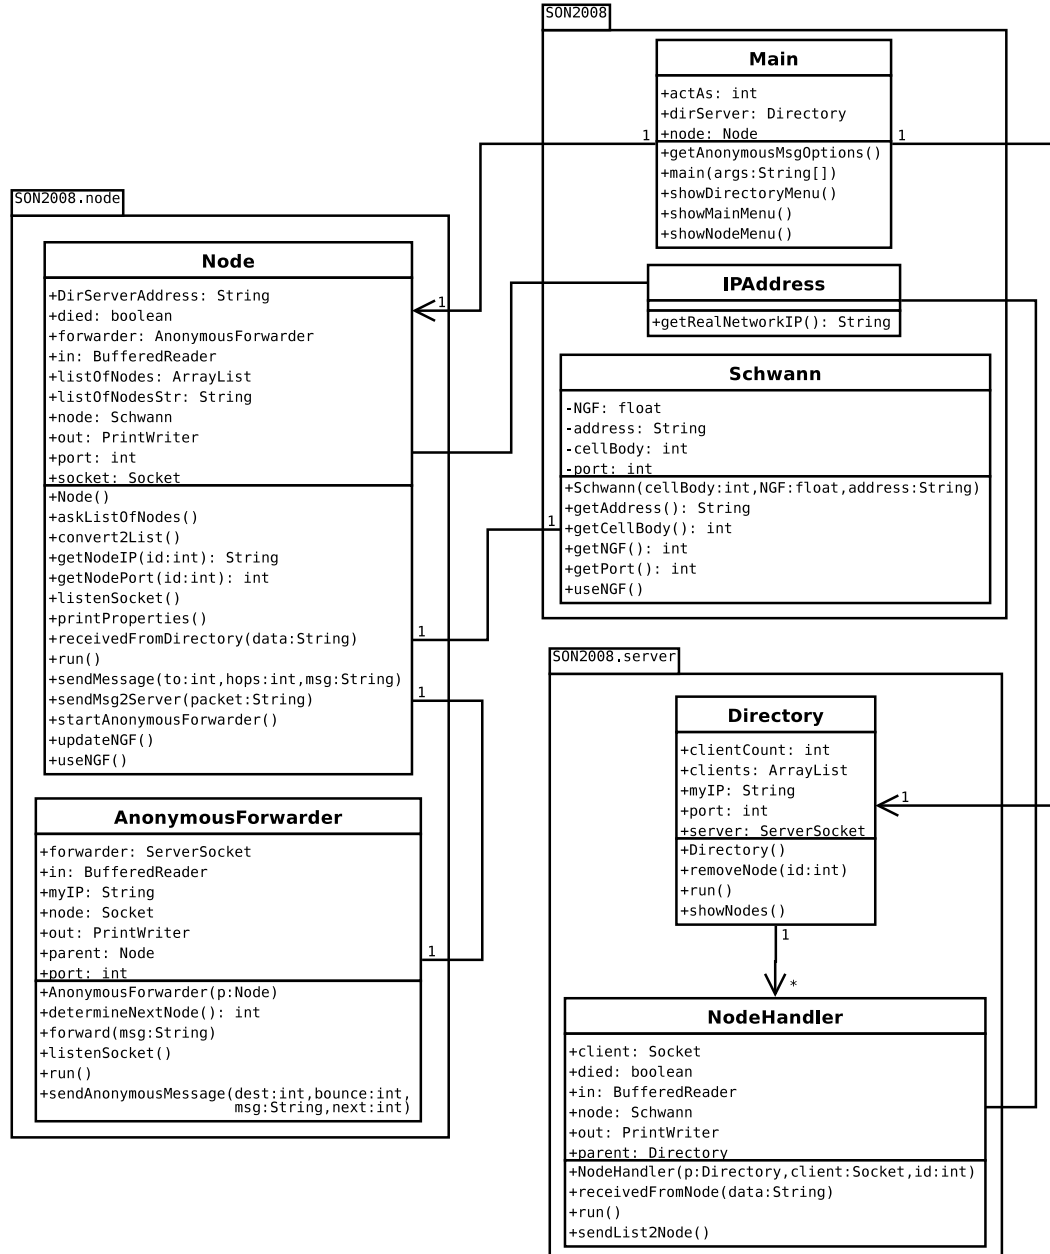 SON2008
Main
+actAs: int
+dirServer: Directory
+node: Node
+getAnonymousMsgOptions()
+main(args:String[])
+showDirectoryMenu()
+showMainMenu()
+showNodeMenu()
1
1
IPAddress
+getRealNetworkIP(): String
Schwann
-NGF: float
-address: String
-cellBody: int
-port: int
+Schwann(cellBody:int,NGF:float,address:String)
+getAddress(): String
+getCellBody(): int
+getNGF(): int
+getPort(): int
+useNGF()
1
SON2008.node
Node
+DirServerAddress: String
+died: boolean
+forwarder: AnonymousForwarder
+in: BufferedReader
+listOfNodes: ArrayList
+listOfNodesStr: String
+node: Schwann
+out: PrintWriter
+port: int
+socket: Socket
+Node()
+askListOfNodes()
+convert2List()
+getNodeIP(id:int): String
+getNodePort(id:int): int
+listenSocket()
+printProperties()
+receivedFromDirectory(data:String)
+run()
+sendMessage(to:int,hops:int,msg:String)
+sendMsg2Server(packet:String)
+startAnonymousForwarder()
+updateNGF()
+useNGF()
1
1
1
AnonymousForwarder
+forwarder: ServerSocket
+in: BufferedReader
+myIP: String
+node: Socket
+out: PrintWriter
+parent: Node
+port: int
+AnonymousForwarder(p:Node)
+determineNextNode(): int
+forward(msg:String)
+listenSocket()
+run()
+sendAnonymousMessage(dest:int,bounce:int,
msg:String,next:int)
1
SON2008.server
Directory
+clientCount: int
+clients: ArrayList
+myIP: String
+port: int
+server: ServerSocket
+Directory()
+removeNode(id:int)
+run()
+showNodes()
1
1
*
NodeHandler
+client: Socket
+died: boolean
+in: BufferedReader
+node: Schwann
+out: PrintWriter
+parent: Directory
+NodeHandler(p:Directory,client:Socket,id:int)
+receivedFromNode(data:String)
+run()
+sendList2Node()